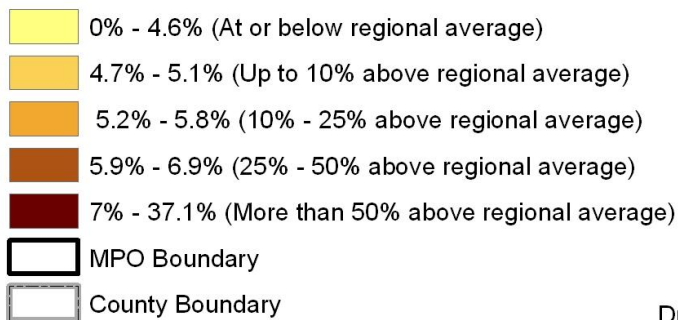 0% - 4.6% (At or below regional average)
4.7% - 5.1% (Up to 10% above regional average)
5.2% - 5.8% (10% - 25% above regional average)
5.9% - 6.9% (25% - 50% above regional average)
7% - 37.1% (More than 50% above regional average)
MPO Boundary
County Boundary